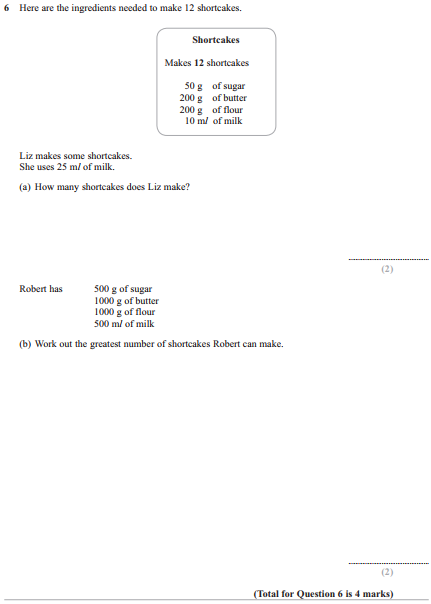 6 Here are the ingredients needed to make 12 shortcakes.
Shortcakes
Makes 12 shortcakes
50 g of sugar
200 g of butter
200 g of flour
10 ml of milk
Liz makes some shortcakes.
She uses 25 ml of milk.
(a) How many shortcakes does Liz make?
(2)
Robert has 500 g of sugar
1000 g of butter
1000 g of flour
500 ml of milk
(b) Work out the greatest number of shortcakes Robert can make.
(2)
(Total for Question 6 is 4 marks)